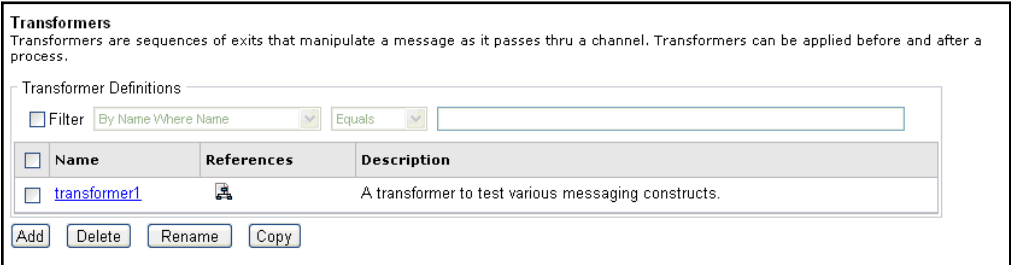 Transformers
Transformers are sequences of exits that manipulate a message as it passes thru a channel. Transformers can be applied before and after a
process.
Transformer Definitions
Filter By Name Where Name Equals
Name References Description
transformer1 A transformer to test various messaging constructs.
Add Delete Rename Copy